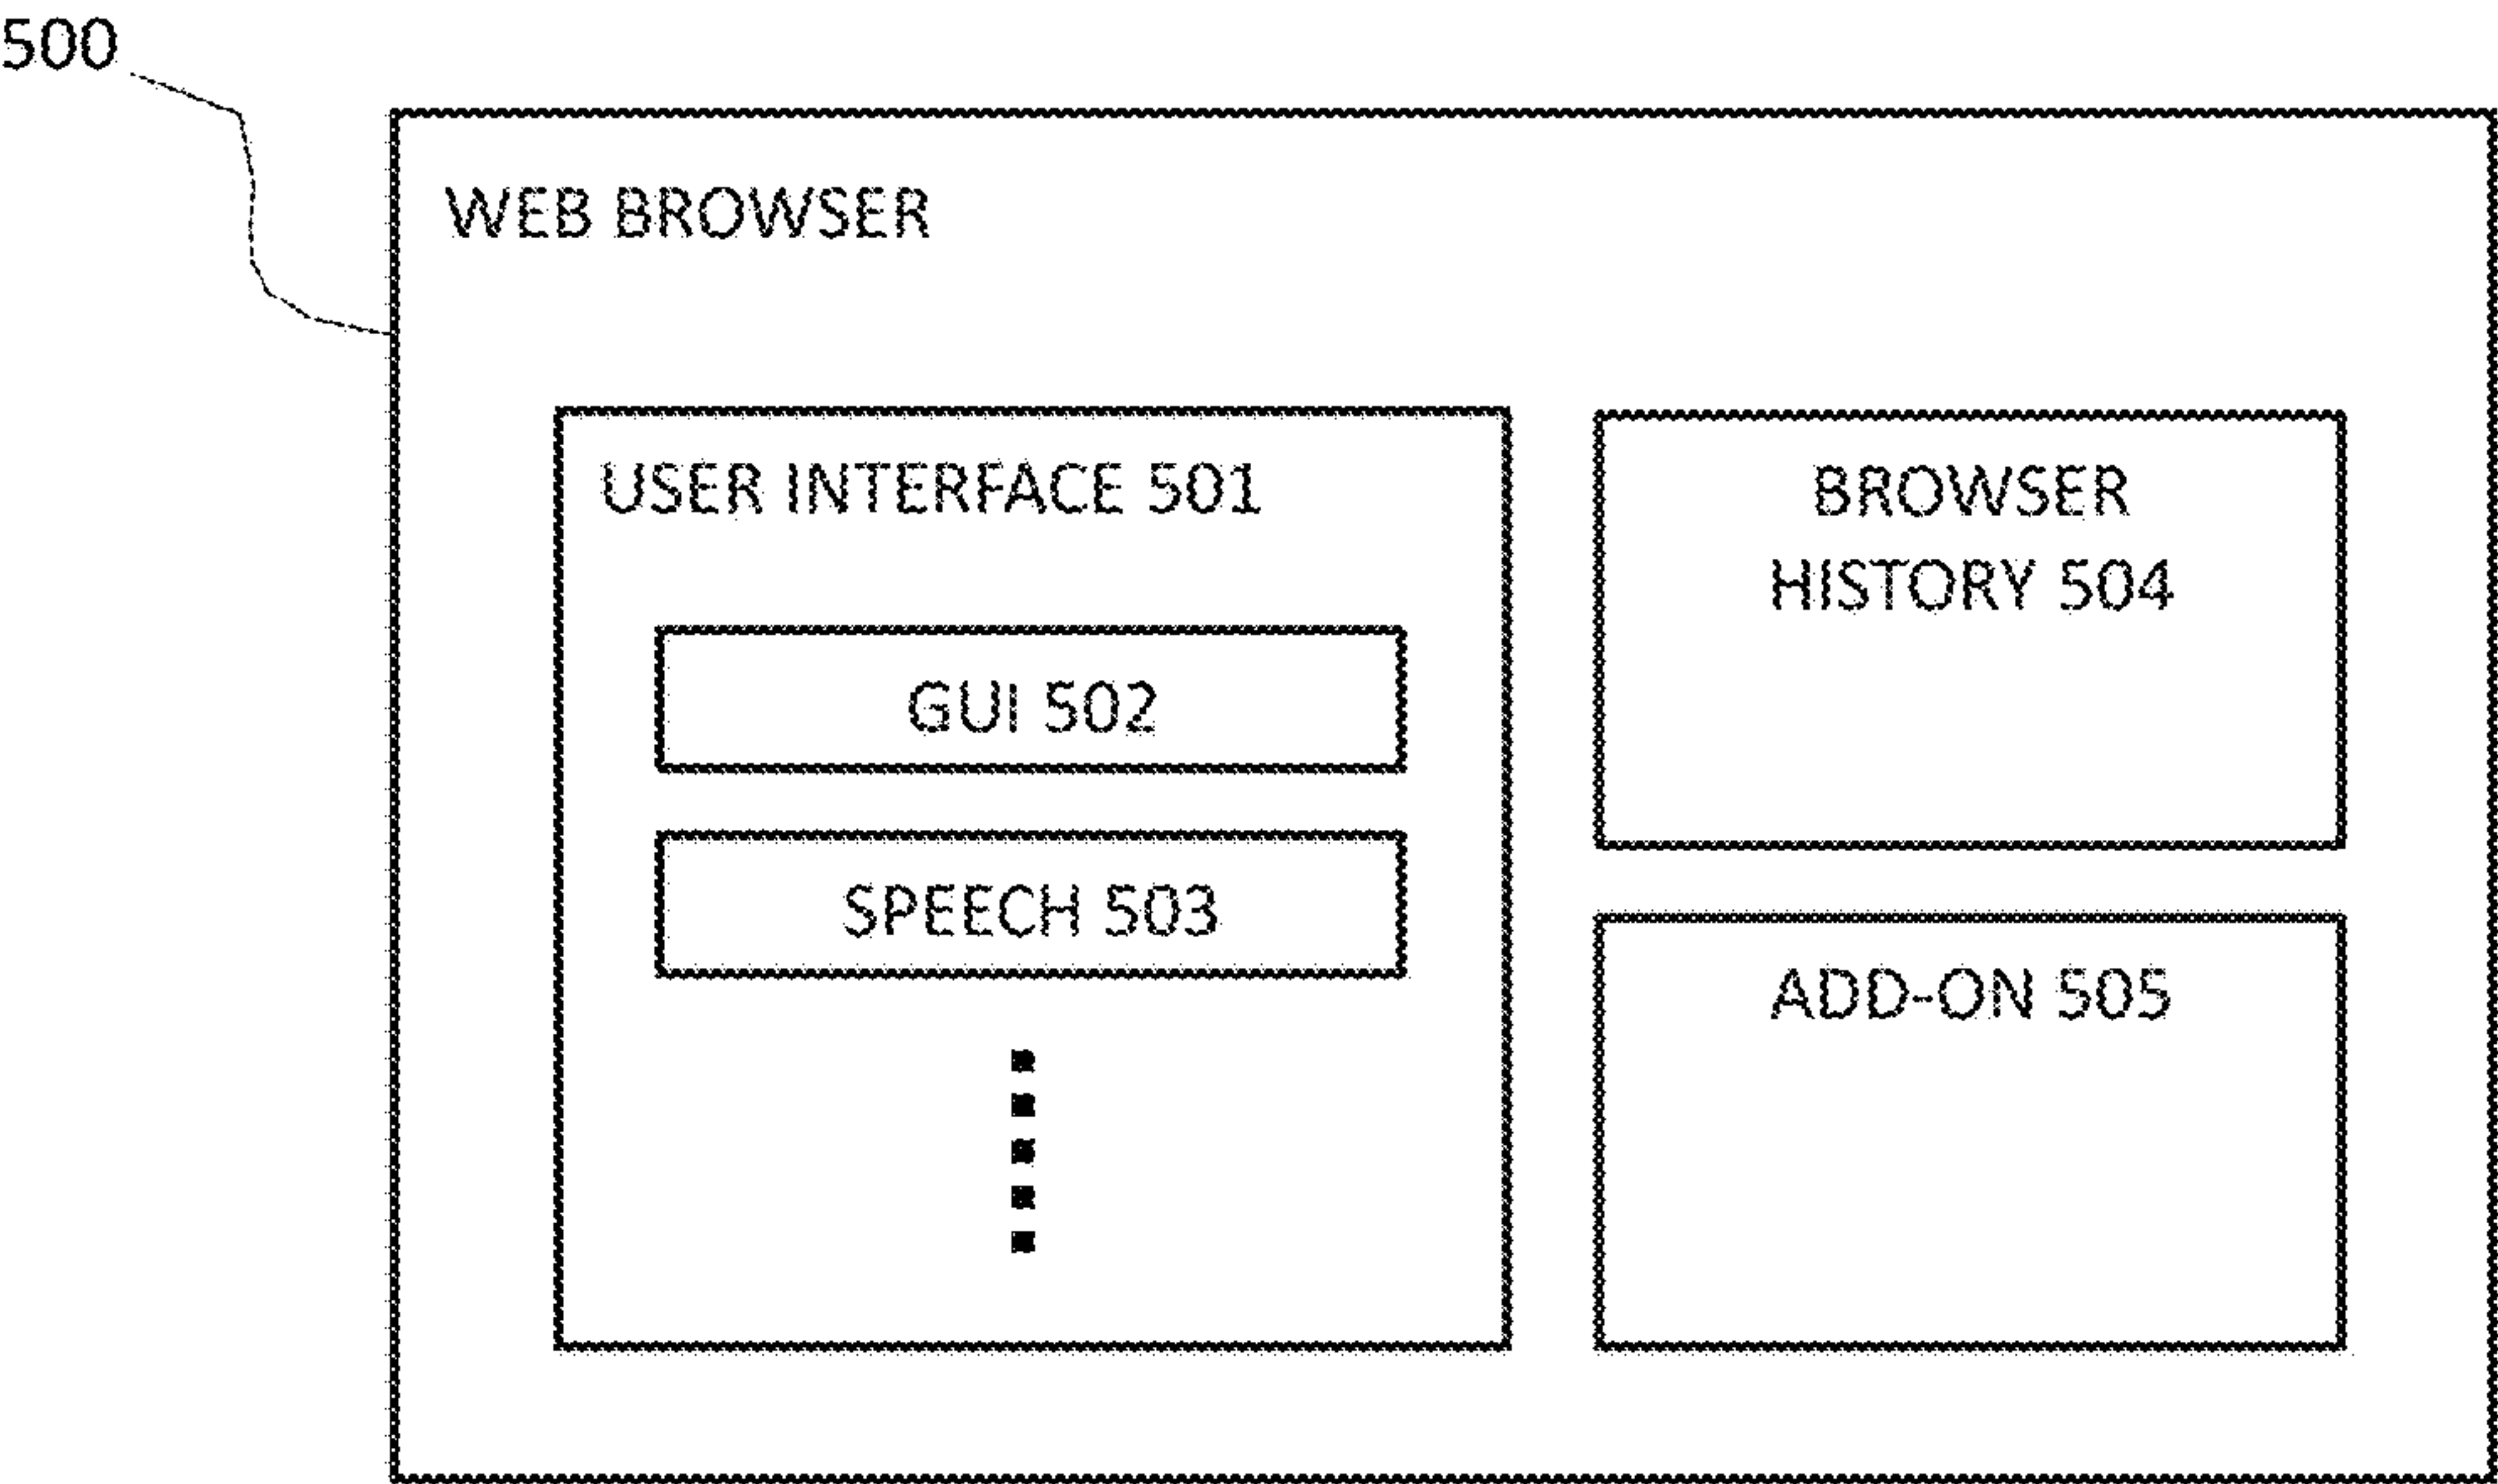 500
WEB BROWSER
USER INTERFACE 501
GUI 502
SPEECH 503
BROWSER
HISTORY 504
ADD-ON 505